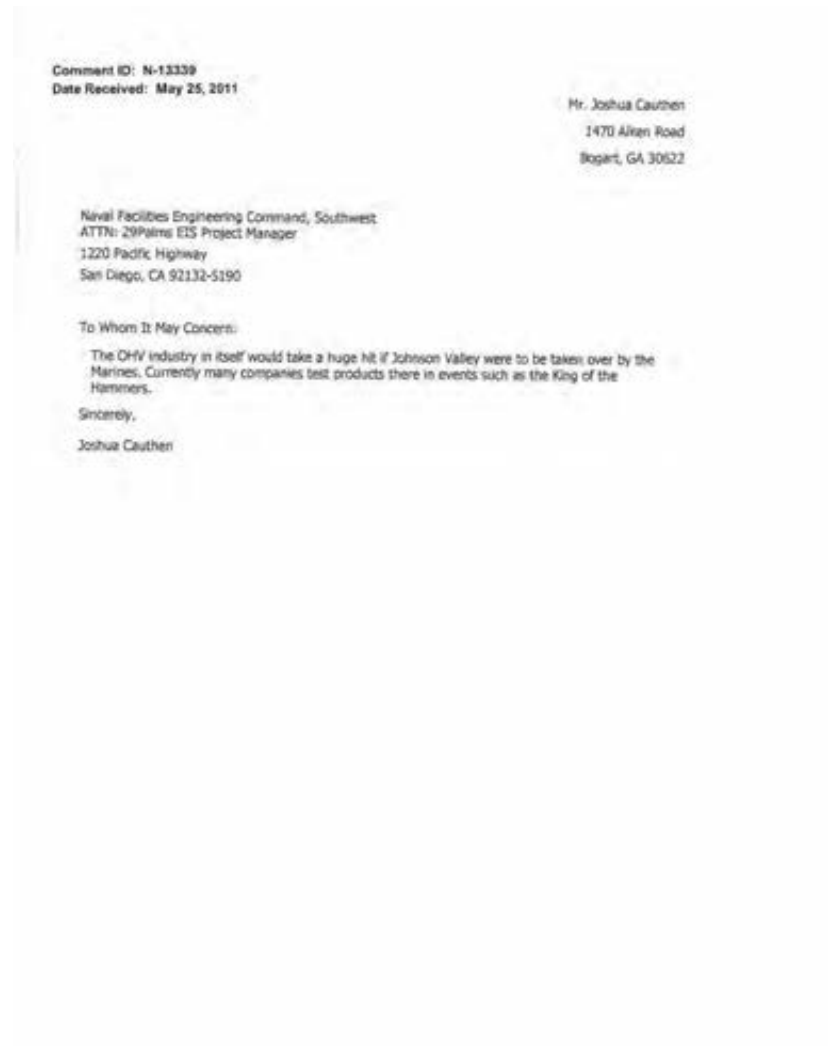 Comment ID: N-13339
Date Received: May 25, 2011
Mr. Joshua Cauthen
1470 Aiken Road
Bogart, GA 30622
Naval Facilities Engineering Command, Southwest
ATTN: 29Palms EIS Project Manager
1220 Pacific Highway
San Diego, CA 92132-5190
To Whom It May Concern:
The OHV industry in itself would take a huge hit if Johnson Valley were to be taken over by the
Marines. Currently many companies test products there in events such as the King of the
Hammers.
Sincerely,
Joshua Cauthen